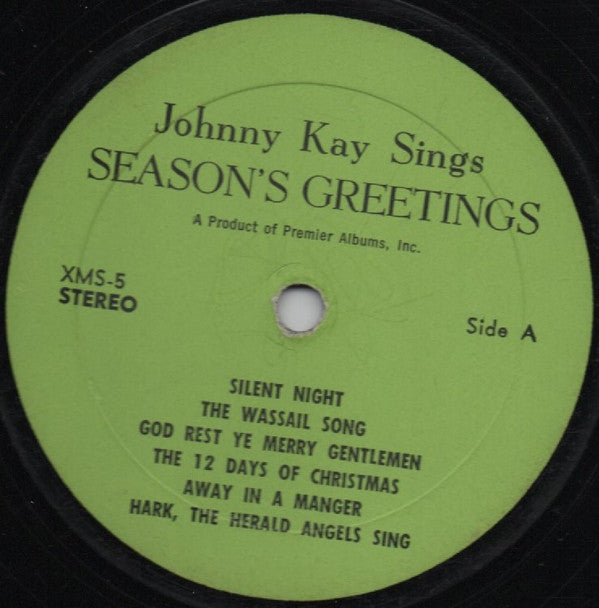 Johnny Kay Sings
SEASON'S GREETINGS
A Product of Premier Albums, Inc.
XMS-5
STEREO
Side A
SILENT NIGHT
THE WASSAIL SONG
GOD REST YE MERRY GENTLEMEN
THE 12 DAYS OF CHRISTMAS
AWAY IN A MANGER
HARK, THE HERALD ANGELS SING